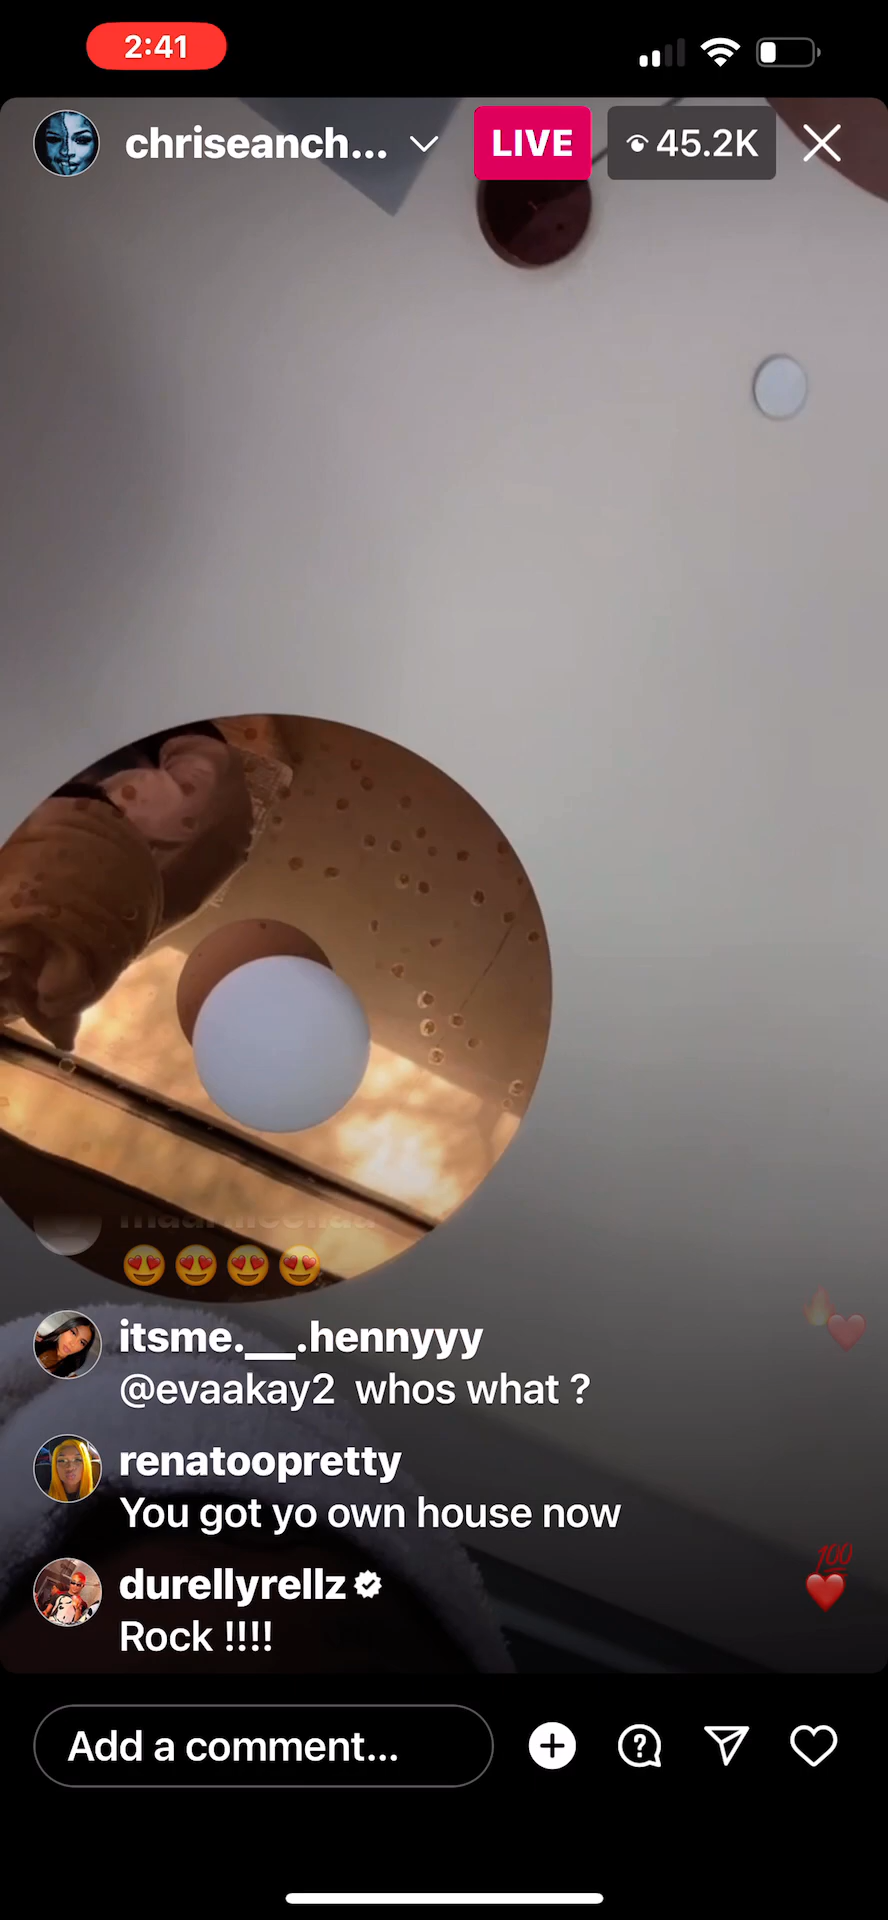 2:41
chriseanch...
LIVE
45.2K
itsme.___.hennyyy
@evaakay2 whos what ?
renatoopretty
You got yo own house now
durellyrellz
Rock !!!!
Add a comment...